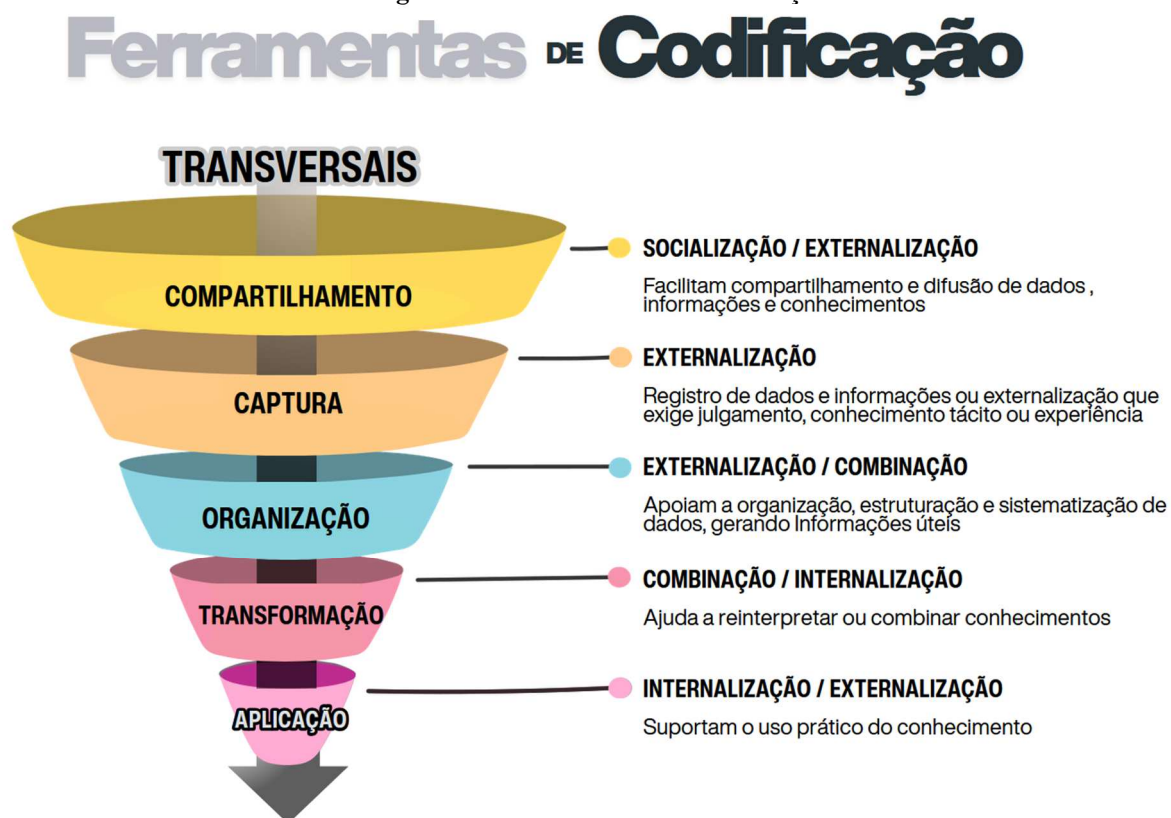 Ferramentas DE Codificação
TRANSVERSAIS
COMPARTILHAMENTO
SOCIALIZAÇÃO / EXTERNALIZAÇÃO
Facilitam compartilhamento e difusão de dados ,
informações e conhecimentos
CAPTURA
EXTERNALIZAÇÃO
Registro de dados e informações ou externalização que
exige julgamento, conhecimento tácito ou experiência
ORGANIZAÇÃO
EXTERNALIZAÇÃO / COMBINAÇÃO
Apoiam a organização, estruturação e sistematização de
dados, gerando Informações úteis
TRANSFORMAÇÃO
COMBINAÇÃO / INTERNALIZAÇÃO
Ajuda a reinterpretar ou combinar conhecimentos
APLICAÇÃO
INTERNALIZAÇÃO / EXTERNALIZAÇÃO
Suportam o uso prático do conhecimento